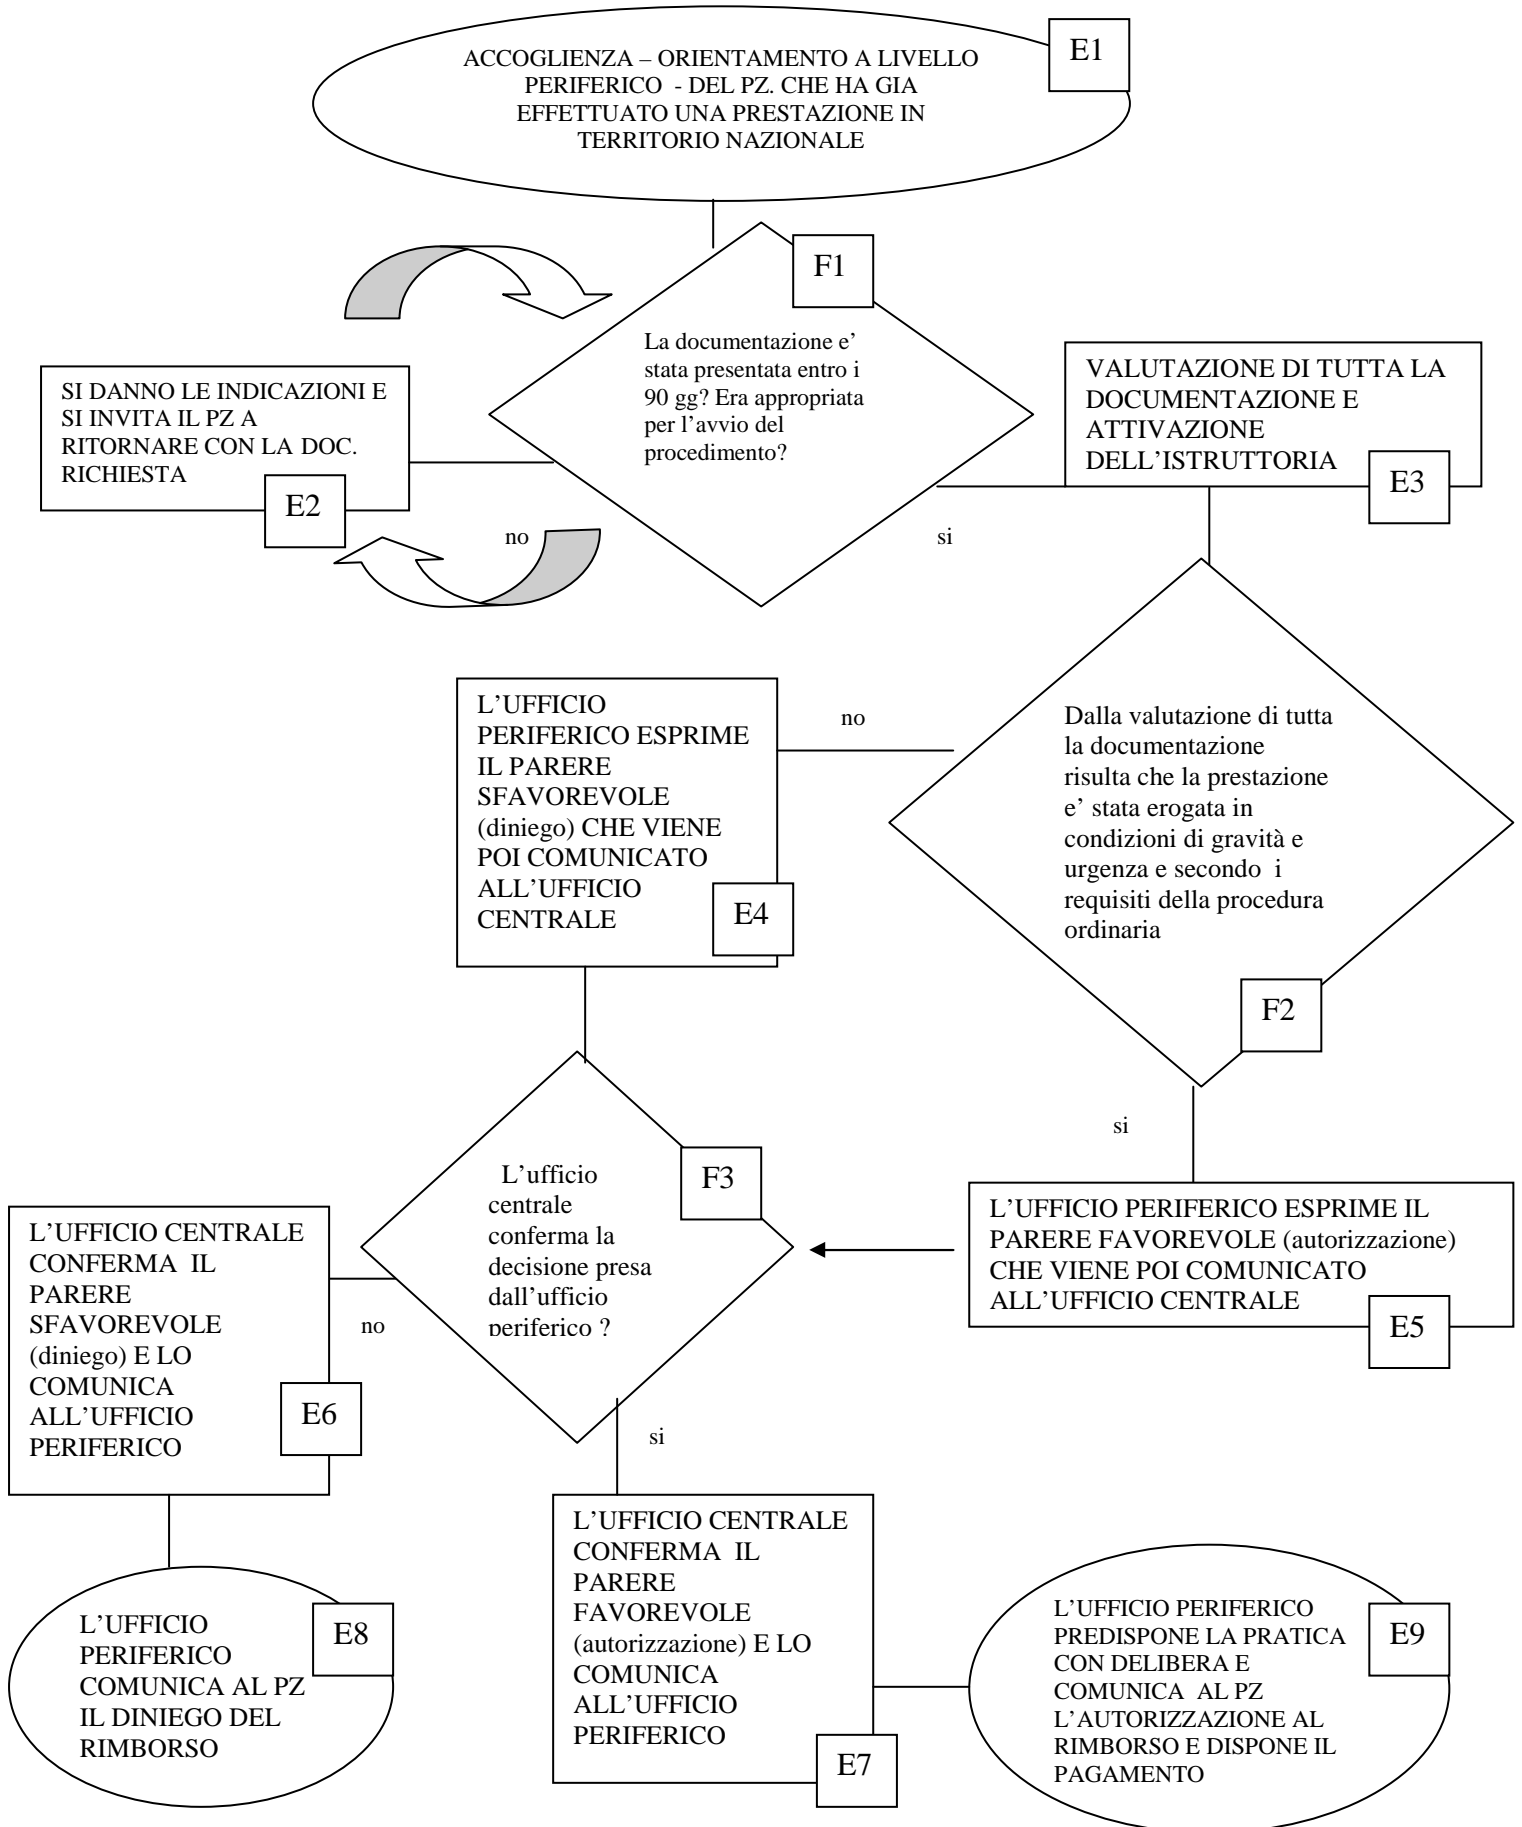 ACCOGLIENZA – ORIENTAMENTO A LIVELLO
PERIFERICO - DEL PZ. CHE HA GIA
EFFETTUATO UNA PRESTAZIONE IN
TERRITORIO NAZIONALE
E1
F1
La documentazione e’
stata presentata entro i
90 gg? Era appropriata
per l’avvio del
procedimento?
SI DANNO LE INDICAZIONI E
SI INVITA IL PZ A
RITORNARE CON LA DOC.
RICHIESTA
E2
no
si
VALUTAZIONE DI TUTTA LA
DOCUMENTAZIONE E
ATTIVAZIONE
DELL’ISTRUTTORIA
E3
L’UFFICIO
PERIFERICO ESPRIME
IL PARERE
SFAVOREVOLE
(diniego) CHE VIENE
POI COMUNICATO
ALL’UFFICIO
CENTRALE
E4
no
Dalla valutazione di tutta
la documentazione
risulta che la prestazione
e’ stata erogata in
condizioni di gravità e
urgenza e secondo i
requisiti della procedura
ordinaria
F2
si
L’ufficio
centrale
conferma la
decisione presa
dall’ufficio
periferico ?
F3
L’UFFICIO PERIFERICO ESPRIME IL
PARERE FAVOREVOLE (autorizzazione)
CHE VIENE POI COMUNICATO
ALL’UFFICIO CENTRALE
E5
L’UFFICIO CENTRALE
CONFERMA IL
PARERE
SFAVOREVOLE
(diniego) E LO
COMUNICA
ALL’UFFICIO
PERIFERICO
E6
no
si
L’UFFICIO CENTRALE
CONFERMA IL
PARERE
FAVOREVOLE
(autorizzazione) E LO
COMUNICA
ALL’UFFICIO
PERIFERICO
E7
L’UFFICIO
PERIFERICO
COMUNICA AL PZ
IL DINIEGO DEL
RIMBORSO
E8
L’UFFICIO PERIFERICO
PREDISPONE LA PRATICA
CON DELIBERA E
COMUNICA AL PZ
L’AUTORIZZAZIONE AL
RIMBORSO E DISPONE IL
PAGAMENTO
E9